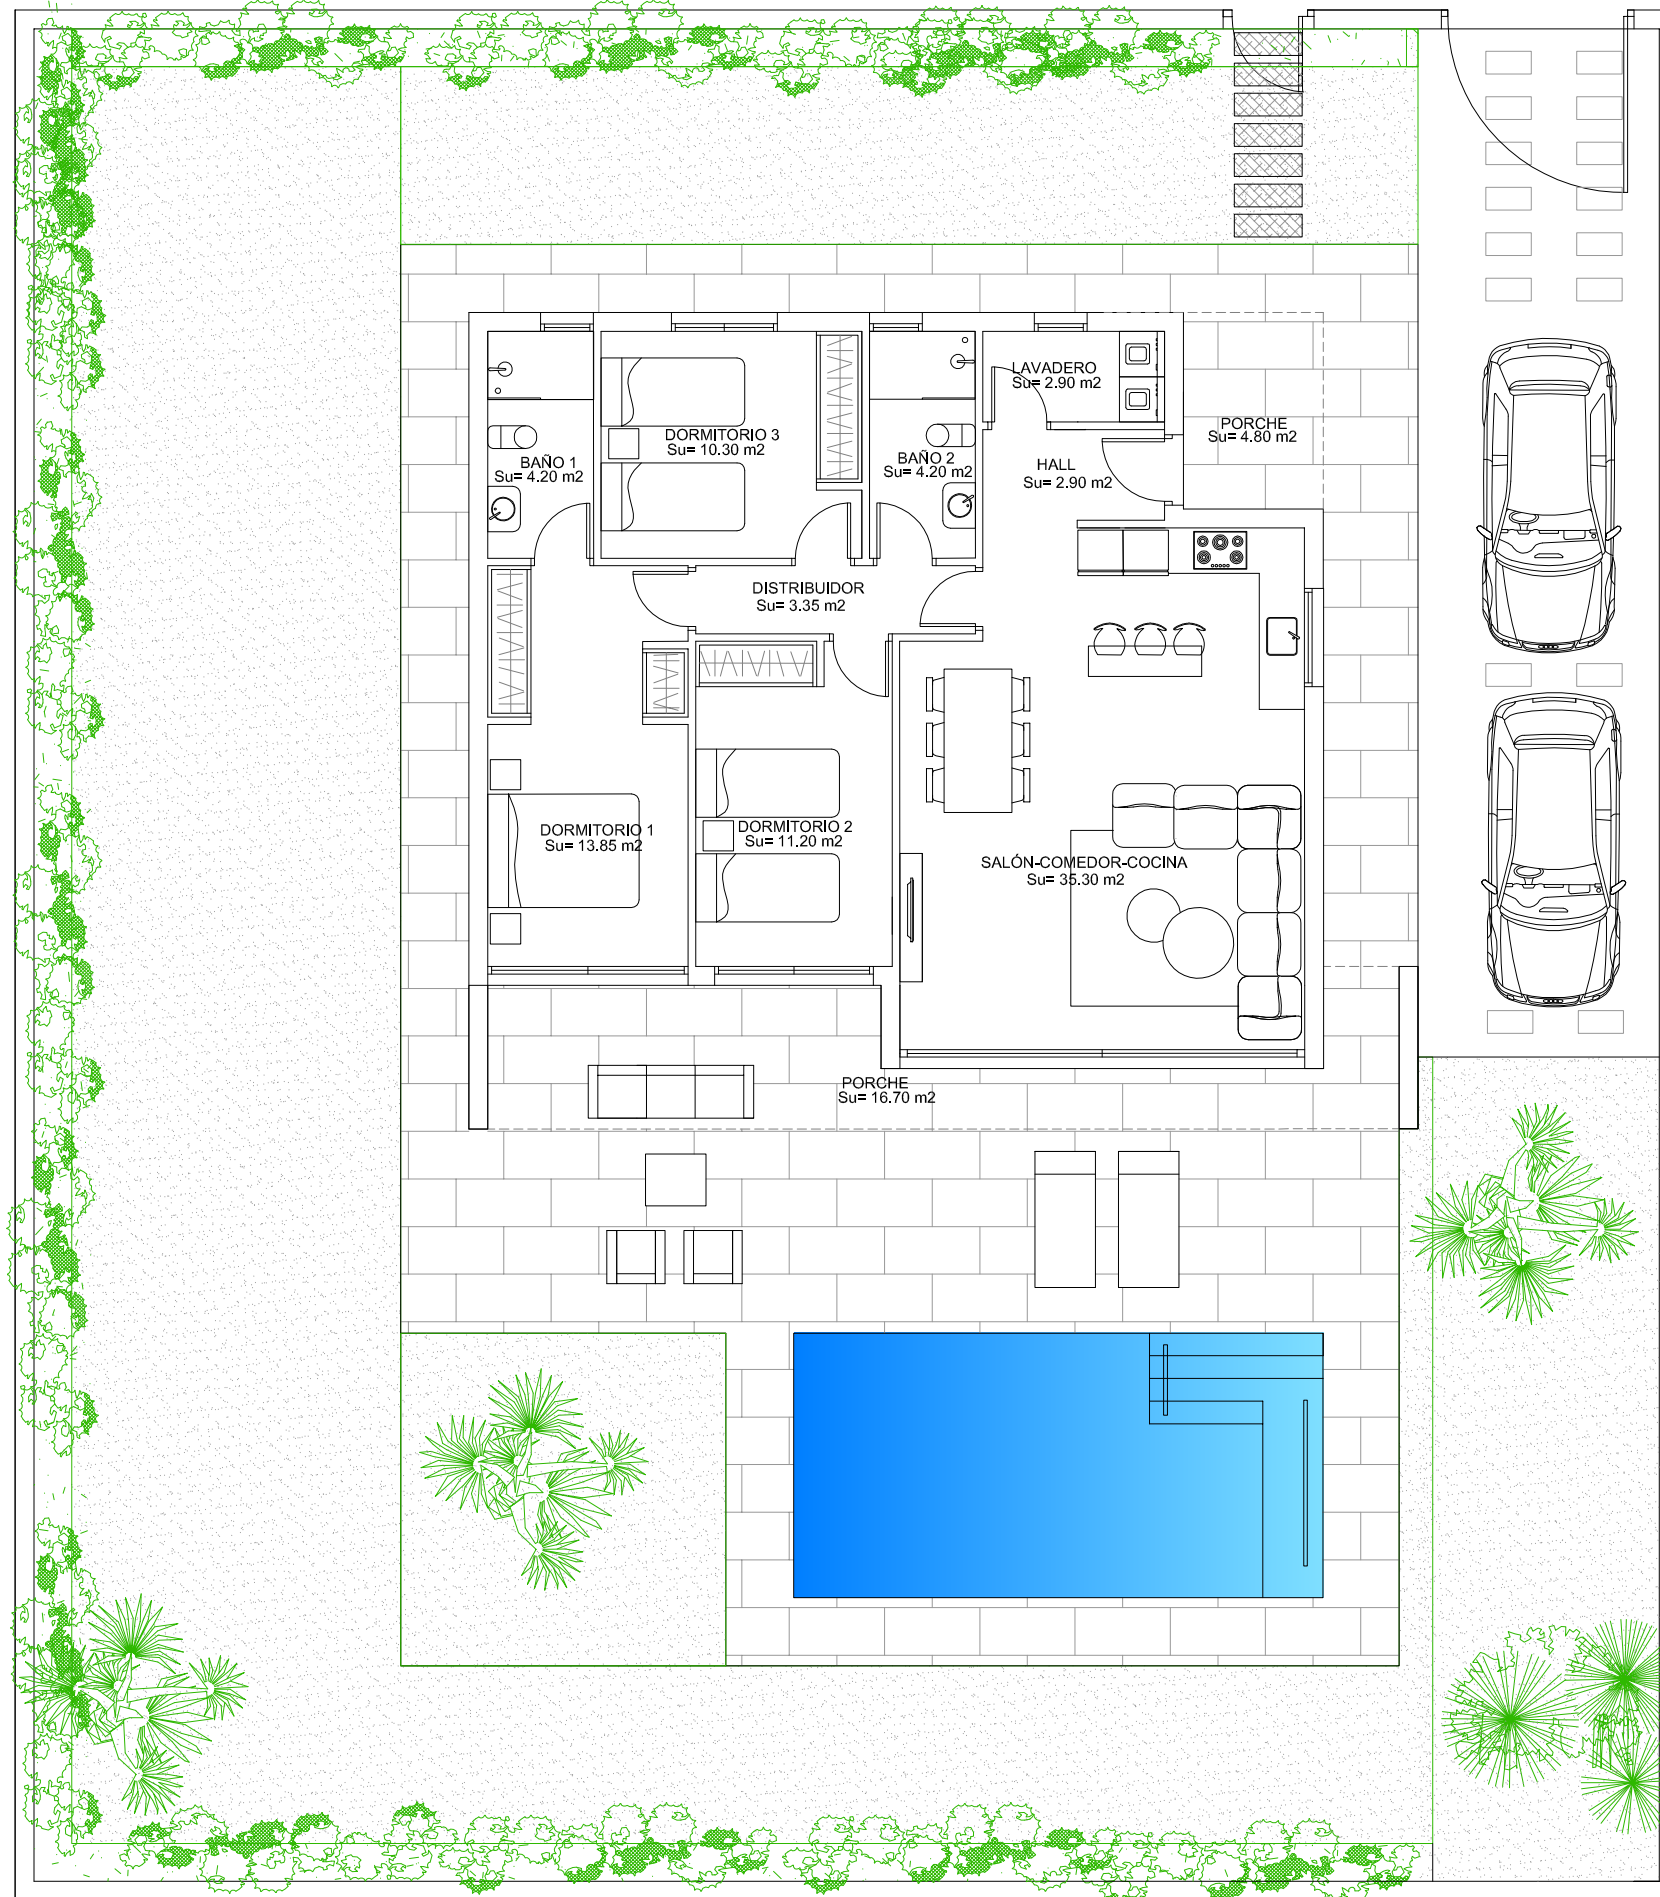 LAVADERO
Su= 2.90 m2
PORCHE
Su= 4.80 m2
DORMITORIO 3
Su= 10.30 m2
BAÑO 1
Su= 4.20 m2
BAÑO 2
Su= 4.20 m2
HALL
Su= 2.90 m2
DISTRIBUIDOR
Su= 3.35 m2
DORMITORIO 1
Su= 13.85 m2
DORMITORIO 2
Su= 11.20 m2
SALÓN-COMEDOR-COCINA
Su= 35.30 m2
PORCHE
Su= 16.70 m2